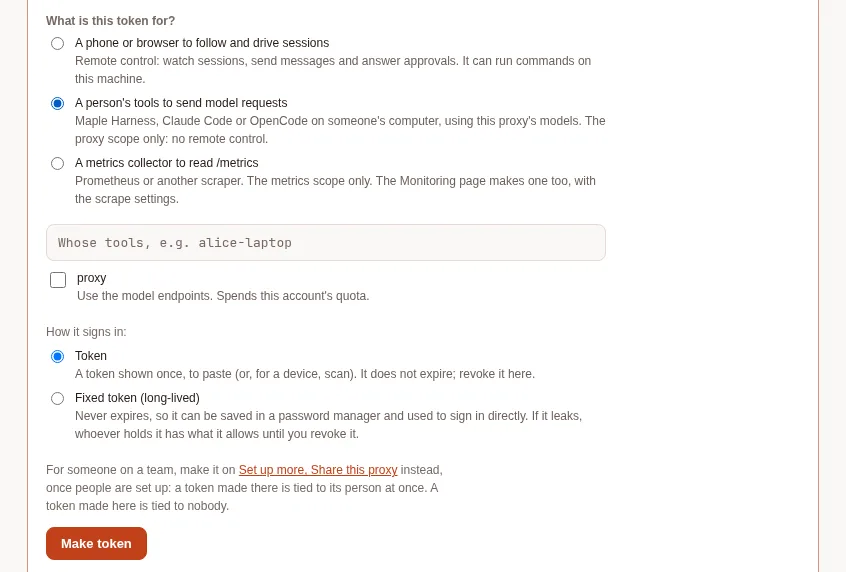 What is this token for?
A phone or browser to follow and drive sessions
Remote control: watch sessions, send messages and answer approvals. It can run commands on
this machine.
A person's tools to send model requests
Maple Harness, Claude Code or OpenCode on someone's computer, using this proxy's models. The
proxy scope only: no remote control.
A metrics collector to read /metrics
Prometheus or another scraper. The metrics scope only. The Monitoring page makes one too, with
the scrape settings.
Whose tools, e.g. alice-laptop
proxy
Use the model endpoints. Spends this account's quota.
How it signs in:
Token
A token shown once, to paste (or, for a device, scan). It does not expire; revoke it here.
Fixed token (long-lived)
Never expires, so it can be saved in a password manager and used to sign in directly. If it leaks,
whoever holds it has what it allows until you revoke it.
For someone on a team, make it on Set up more, Share this proxy instead,
once people are set up: a token made there is tied to its person at once. A
token made here is tied to nobody.
Make token